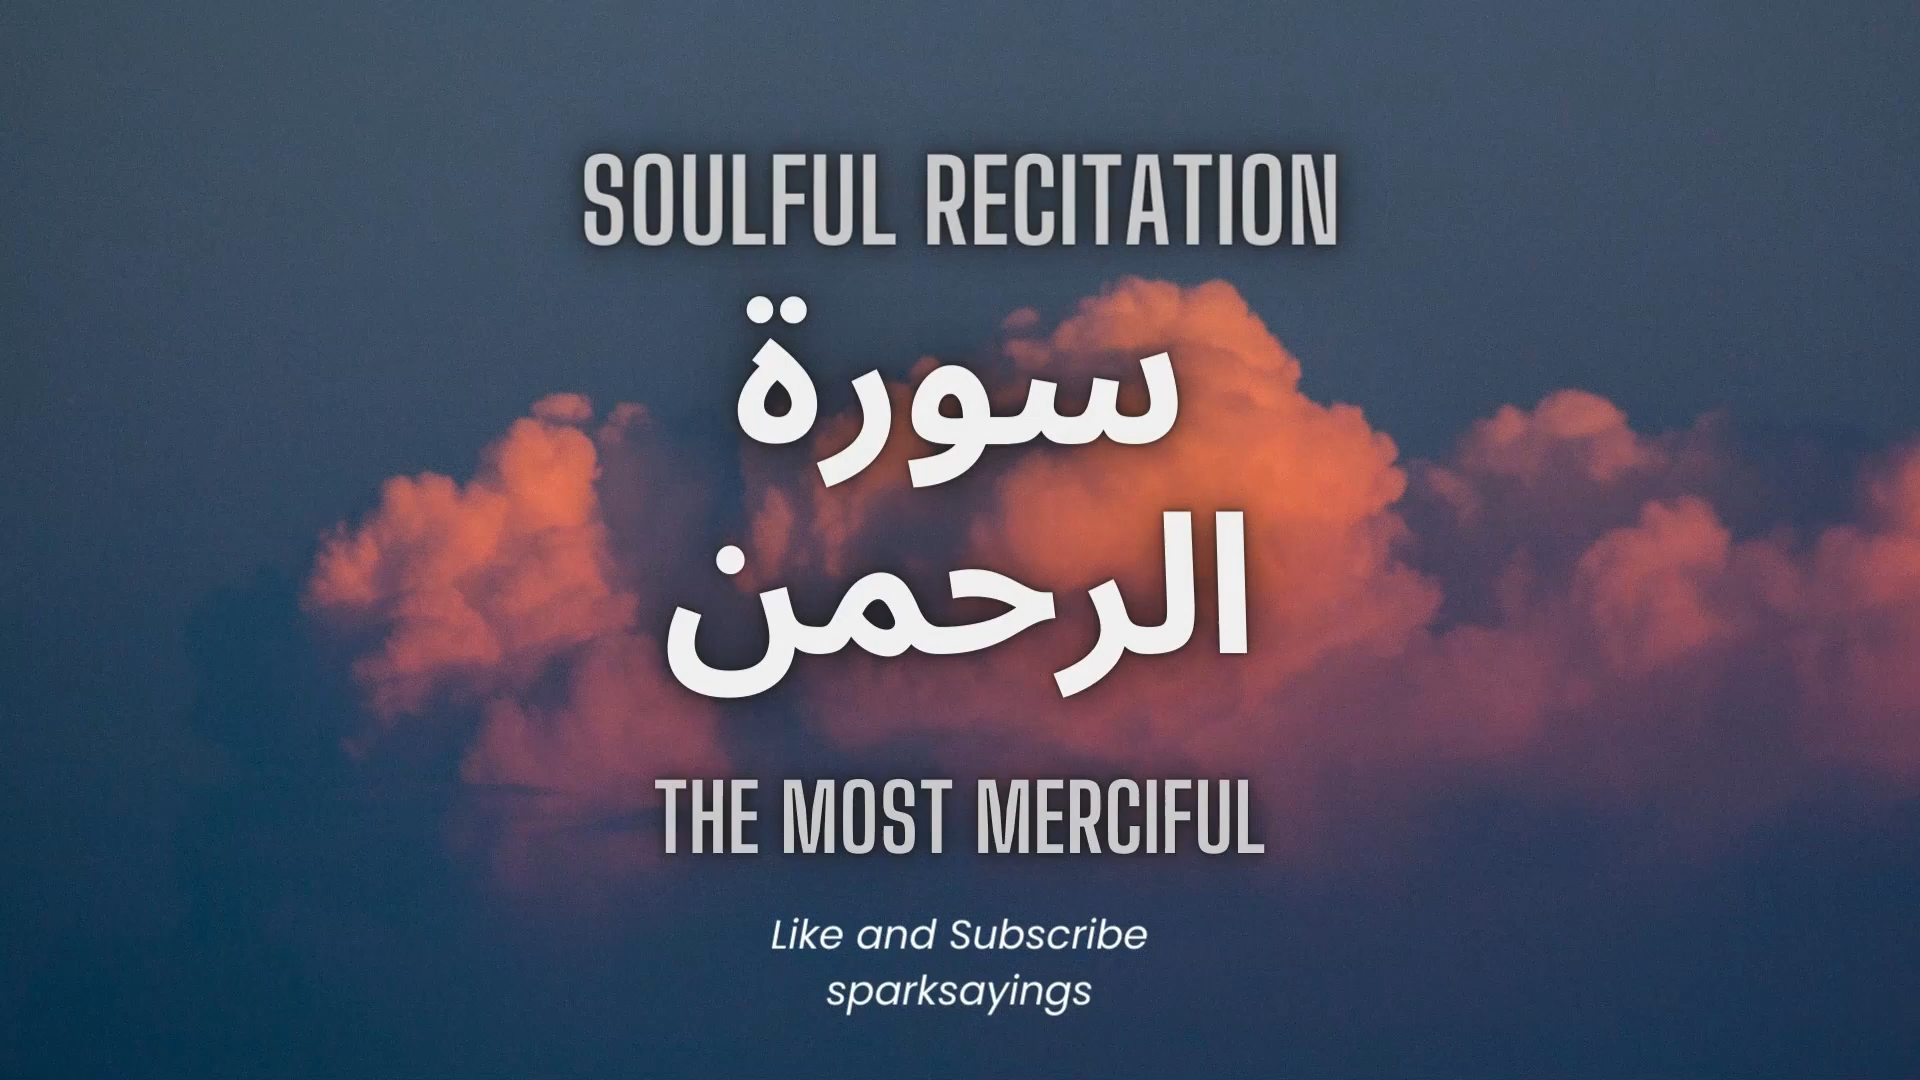 SOULFUL RECITATION
سورة
الرحمن
THE MOST MERCIFUL
Like and Subscribe
sparksayings